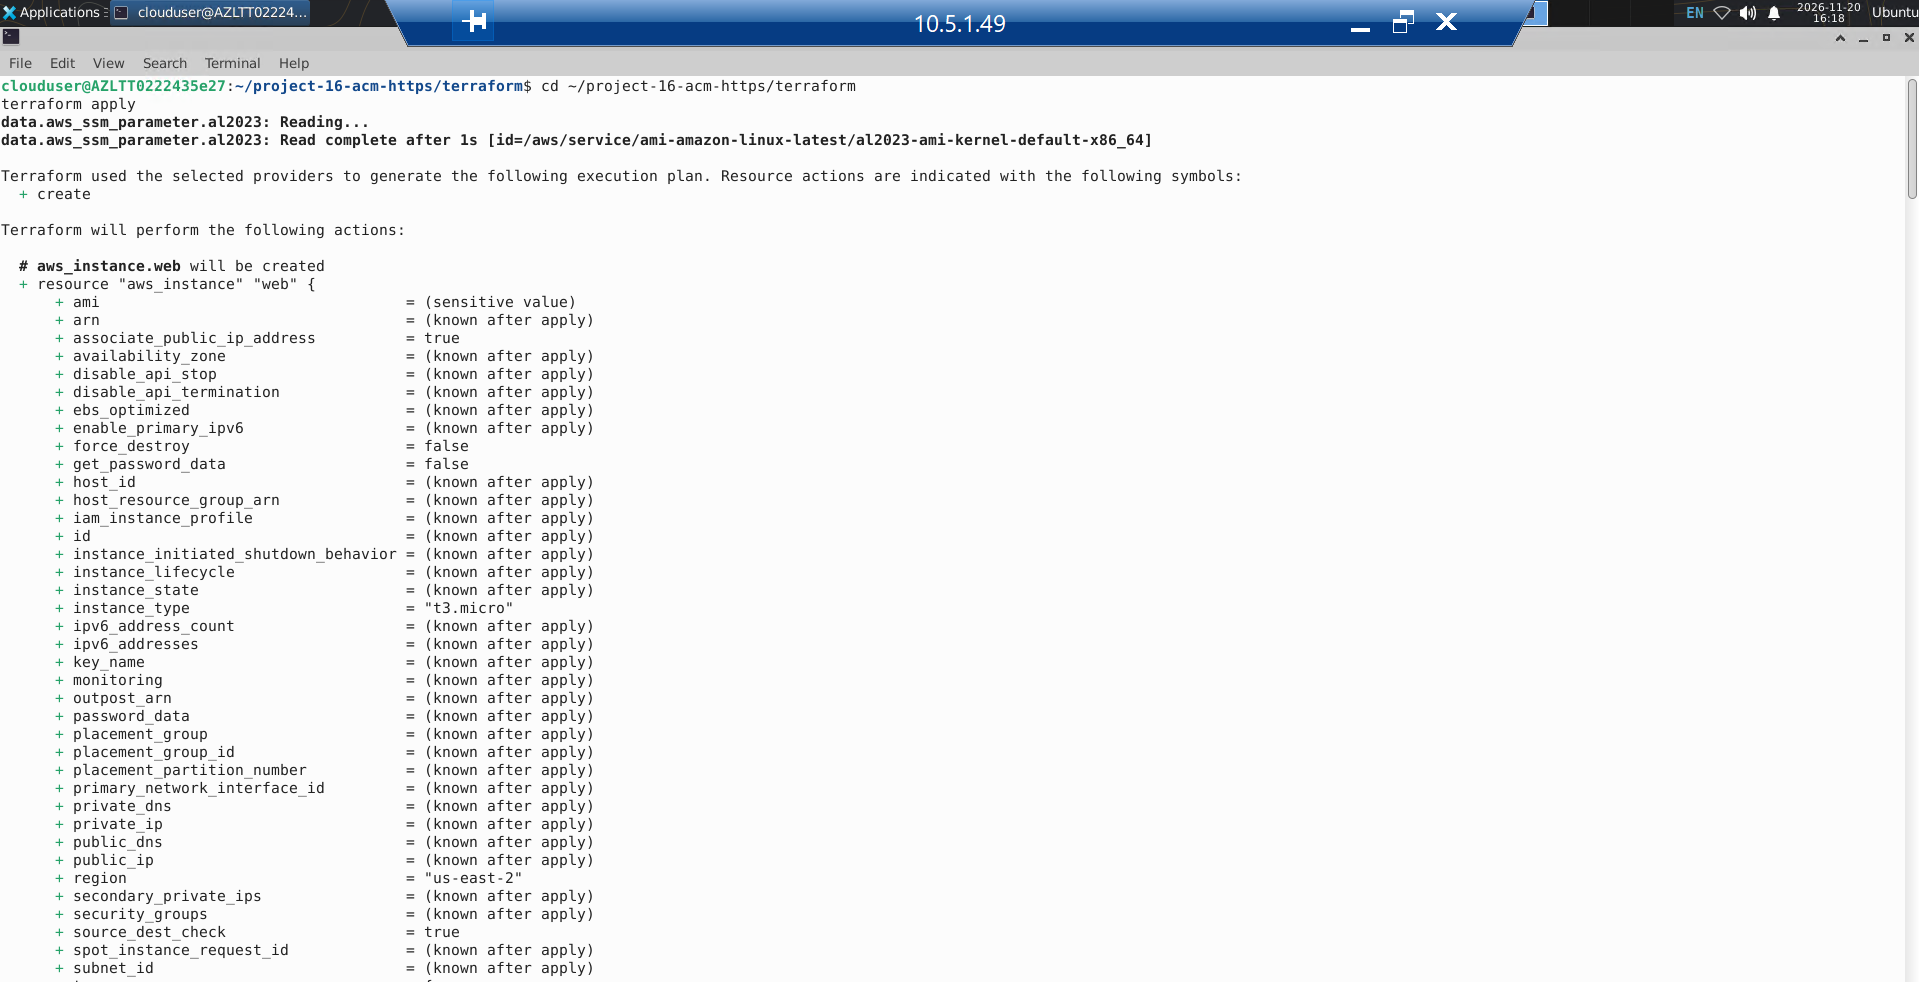 Applications
clouduser@AZLTT02224...
10.5.1.49
EN
2026-11-20
16:18
Ubuntu
File Edit View Search Terminal Help
clouduser@AZLTT0222435e27:~/project-16-acm-https/terraform$ cd ~/project-16-acm-https/terraform
terraform apply
data.aws_ssm_parameter.al2023: Reading...
data.aws_ssm_parameter.al2023: Read complete after 1s [id=/aws/service/ami-amazon-linux-latest/al2023-ami-kernel-default-x86_64]
Terraform used the selected providers to generate the following execution plan. Resource actions are indicated with the following symbols:
+ create
Terraform will perform the following actions:
# aws_instance.web will be created
+ resource "aws_instance" "web" {
+ ami = (sensitive value)
+ arn = (known after apply)
+ associate_public_ip_address = true
+ availability_zone = (known after apply)
+ disable_api_stop = (known after apply)
+ disable_api_termination = (known after apply)
+ ebs_optimized = (known after apply)
+ enable_primary_ipv6 = (known after apply)
+ force_destroy = false
+ get_password_data = false
+ host_id = (known after apply)
+ host_resource_group_arn = (known after apply)
+ iam_instance_profile = (known after apply)
+ id = (known after apply)
+ instance_initiated_shutdown_behavior = (known after apply)
+ instance_lifecycle = (known after apply)
+ instance_state = (known after apply)
+ instance_type = "t3.micro"
+ ipv6_address_count = (known after apply)
+ ipv6_addresses = (known after apply)
+ key_name = (known after apply)
+ monitoring = (known after apply)
+ outpost_arn = (known after apply)
+ password_data = (known after apply)
+ placement_group = (known after apply)
+ placement_group_id = (known after apply)
+ placement_partition_number = (known after apply)
+ primary_network_interface_id = (known after apply)
+ private_dns = (known after apply)
+ private_ip = (known after apply)
+ public_dns = (known after apply)
+ public_ip = (known after apply)
+ region = "us-east-2"
+ secondary_private_ips = (known after apply)
+ security_groups = (known after apply)
+ source_dest_check = true
+ spot_instance_request_id = (known after apply)
+ subnet_id = (known after apply)